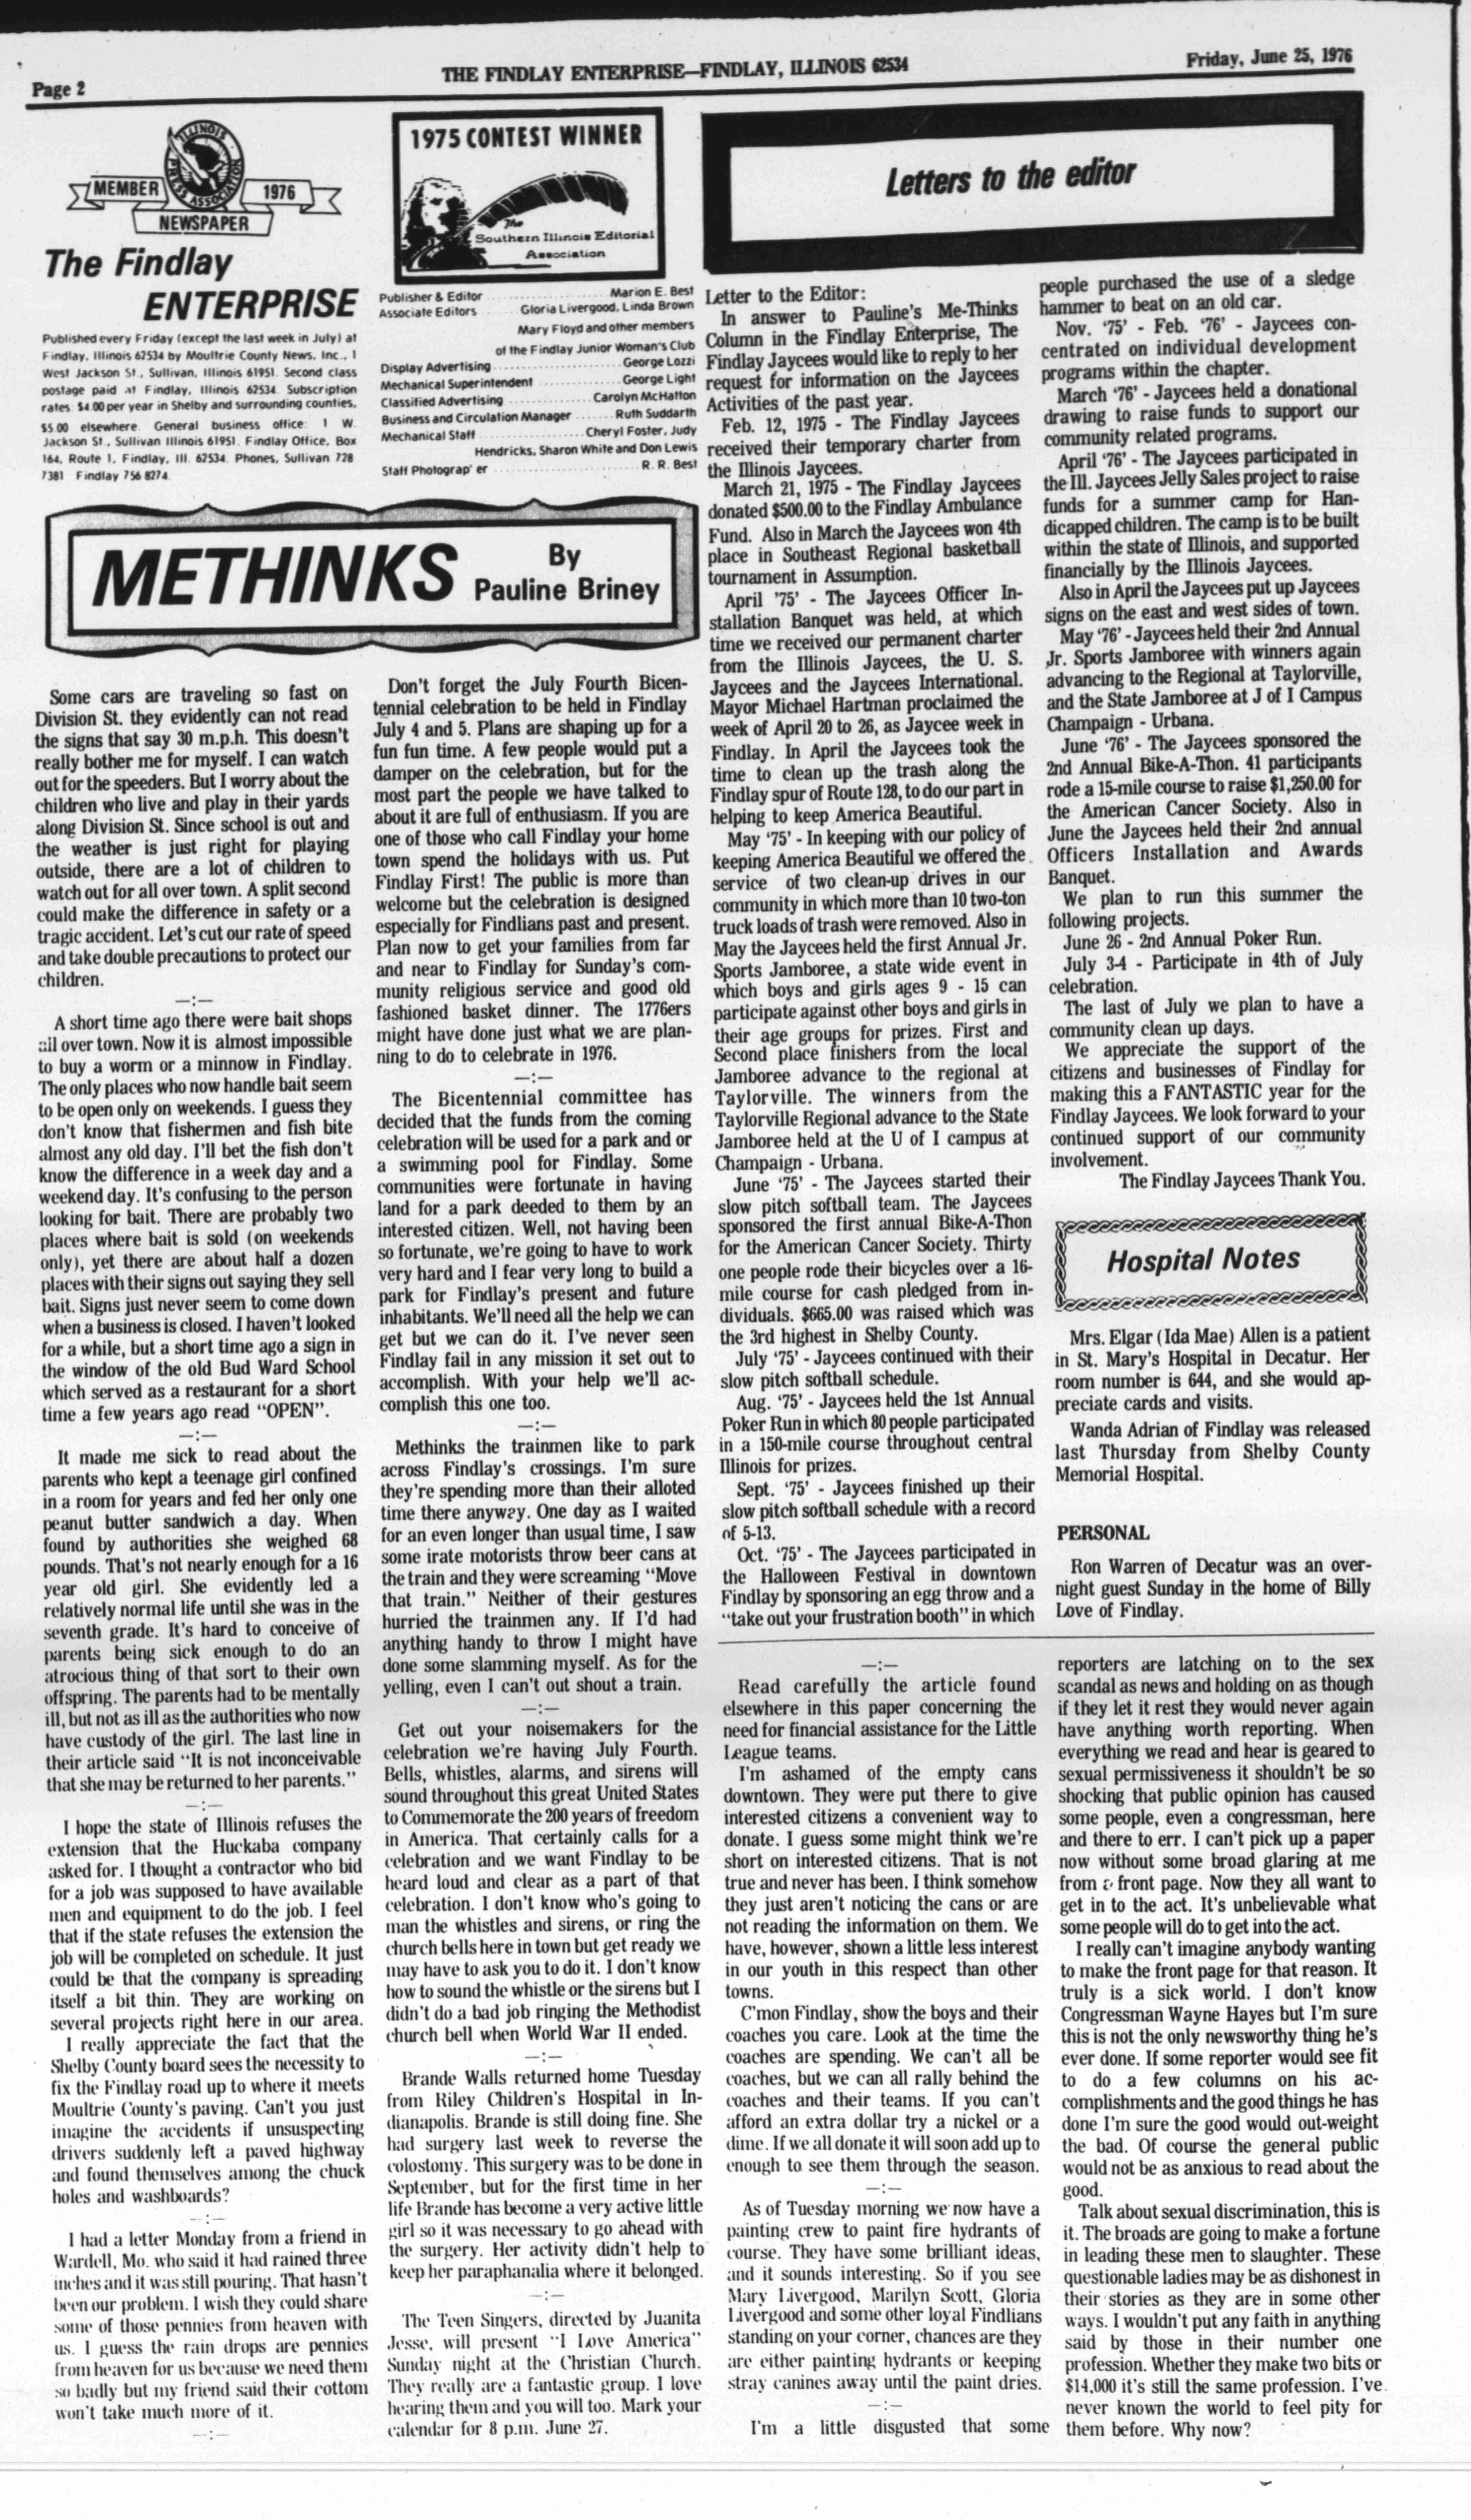 Page 2
THE FINDLAY ENTERPRISE—FINDLAY, ILLINOIS 62534
Friday, June 25, 1976
ILLINOIS
PRESS ASSOCIATION
MEMBER
1976
NEWSPAPER
The Findlay
ENTERPRISE
Published every Friday (except the last week in July) at
Findlay, Illinois 62534 by Moultrie County News, Inc., 1
West Jackson St., Sullivan, Illinois 61951. Second class
postage paid at Findlay, Illinois 62534. Subscription
rates: $4.00 per year in Shelby and surrounding counties,
$5.00 elsewhere. General business office: 1 W.
Jackson St., Sullivan Illinois 61951. Findlay Office, Box
164, Route 1, Findlay, Ill. 62534. Phones, Sullivan 728
7381 Findlay 756 8274.
1975 CONTEST WINNER
The
Southern Illinois Editorial
Association
Publisher & Editor ........ Marion E. Best
Associate Editors ..... Gloria Livergood, Linda Brown
Mary Floyd and other members
of the Findlay Junior Woman's Club
Display Advertising ........ George Lozzi
Mechanical Superintendent ........ George Light
Classified Advertising ........ Carolyn McHatton
Business and Circulation Manager ...... Ruth Suddarth
Mechanical Staff ........ Cheryl Foster, Judy
Hendricks, Sharon White and Don Lewis
Staff Photograp' er ........ R. R. Best
METHINKS
By
Pauline Briney
Some cars are traveling so fast on
Division St. they evidently can not read
the signs that say 30 m.p.h. This doesn't
really bother me for myself. I can watch
out for the speeders. But I worry about the
children who live and play in their yards
along Division St. Since school is out and
the weather is just right for playing
outside, there are a lot of children to
watch out for all over town. A split second
could make the difference in safety or a
tragic accident. Let's cut our rate of speed
and take double precautions to protect our
children.
—:—
A short time ago there were bait shops
all over town. Now it is almost impossible
to buy a worm or a minnow in Findlay.
The only places who now handle bait seem
to be open only on weekends. I guess they
don't know that fishermen and fish bite
almost any old day. I'll bet the fish don't
know the difference in a week day and a
weekend day. It's confusing to the person
looking for bait. There are probably two
places where bait is sold (on weekends
only), yet there are about half a dozen
places with their signs out saying they sell
bait. Signs just never seem to come down
when a business is closed. I haven't looked
for a while, but a short time ago a sign in
the window of the old Bud Ward School
which served as a restaurant for a short
time a few years ago read "OPEN".
—:—
It made me sick to read about the
parents who kept a teenage girl confined
in a room for years and fed her only one
peanut butter sandwich a day. When
found by authorities she weighed 68
pounds. That's not nearly enough for a 16
year old girl. She evidently led a
relatively normal life until she was in the
seventh grade. It's hard to conceive of
parents being sick enough to do an
atrocious thing of that sort to their own
offspring. The parents had to be mentally
ill, but not as ill as the authorities who now
have custody of the girl. The last line in
their article said "It is not inconceivable
that she may be returned to her parents."
—:—
I hope the state of Illinois refuses the
extension that the Huckaba company
asked for. I thought a contractor who bid
for a job was supposed to have available
men and equipment to do the job. I feel
that if the state refuses the extension the
job will be completed on schedule. It just
could be that the company is spreading
itself a bit thin. They are working on
several projects right here in our area.
I really appreciate the fact that the
Shelby County board sees the necessity to
fix the Findlay road up to where it meets
Moultrie County's paving. Can't you just
imagine the accidents if unsuspecting
drivers suddenly left a paved highway
and found themselves among the chuck
holes and washboards?
—:—
I had a letter Monday from a friend in
Wardell, Mo. who said it had rained three
inches and it was still pouring. That hasn't
been our problem. I wish they could share
some of those pennies from heaven with
us. I guess the rain drops are pennies
from heaven for us because we need them
so badly but my friend said their cottom
won't take much more of it.
—:—
Don't forget the July Fourth Bicen-
tennial celebration to be held in Findlay
July 4 and 5. Plans are shaping up for a
fun fun time. A few people would put a
damper on the celebration, but for the
most part the people we have talked to
about it are full of enthusiasm. If you are
one of those who call Findlay your home
town spend the holidays with us. Put
Findlay First! The public is more than
welcome but the celebration is designed
especially for Findlians past and present.
Plan now to get your families from far
and near to Findlay for Sunday's com-
munity religious service and good old
fashioned basket dinner. The 1776ers
might have done just what we are plan-
ning to do to celebrate in 1976.
—:—
The Bicentennial committee has
decided that the funds from the coming
celebration will be used for a park and or
a swimming pool for Findlay. Some
communities were fortunate in having
land for a park deeded to them by an
interested citizen. Well, not having been
so fortunate, we're going to have to work
very hard and I fear very long to build a
park for Findlay's present and future
inhabitants. We'll need all the help we can
get but we can do it. I've never seen
Findlay fail in any mission it set out to
accomplish. With your help we'll ac-
complish this one too.
—:—
Methinks the trainmen like to park
across Findlay's crossings. I'm sure
they're spending more than their alloted
time there anyway. One day as I waited
for an even longer than usual time, I saw
some irate motorists throw beer cans at
the train and they were screaming "Move
that train." Neither of their gestures
hurried the trainmen any. If I'd had
anything handy to throw I might have
done some slamming myself. As for the
yelling, even I can't out shout a train.
—:—
Get out your noisemakers for the
celebration we're having July Fourth.
Bells, whistles, alarms, and sirens will
sound throughout this great United States
to Commemorate the 200 years of freedom
in America. That certainly calls for a
celebration and we want Findlay to be
heard loud and clear as a part of that
celebration. I don't know who's going to
man the whistles and sirens, or ring the
church bells here in town but get ready we
may have to ask you to do it. I don't know
how to sound the whistle or the sirens but I
didn't do a bad job ringing the Methodist
church bell when World War II ended.
—:—
Brande Walls returned home Tuesday
from Riley Children's Hospital in In-
dianapolis. Brande is still doing fine. She
had surgery last week to reverse the
colostomy. This surgery was to be done in
September, but for the first time in her
life Brande has become a very active little
girl so it was necessary to go ahead with
the surgery. Her activity didn't help to
keep her paraphanalia where it belonged.
—:—
The Teen Singers, directed by Juanita
Jesse, will present "I Love America"
Sunday night at the Christian Church.
They really are a fantastic group. I love
hearing them and you will too. Mark your
calendar for 8 p.m. June 27.
Letters to the editor
Letter to the Editor:
In answer to Pauline's Me-Thinks
Column in the Findlay Enterprise, The
Findlay Jaycees would like to reply to her
request for information on the Jaycees
Activities of the past year.
Feb. 12, 1975 - The Findlay Jaycees
received their temporary charter from
the Illinois Jaycees.
March 21, 1975 - The Findlay Jaycees
donated $500.00 to the Findlay Ambulance
Fund. Also in March the Jaycees won 4th
place in Southeast Regional basketball
tournament in Assumption.
April '75' - The Jaycees Officer In-
stallation Banquet was held, at which
time we received our permanent charter
from the Illinois Jaycees, the U. S.
Jaycees and the Jaycees International.
Mayor Michael Hartman proclaimed the
week of April 20 to 26, as Jaycee week in
Findlay. In April the Jaycees took the
time to clean up the trash along the
Findlay spur of Route 128, to do our part in
helping to keep America Beautiful.
May '75' - In keeping with our policy of
keeping America Beautiful we offered the
service of two clean-up drives in our
community in which more than 10 two-ton
truck loads of trash were removed. Also in
May the Jaycees held the first Annual Jr.
Sports Jamboree, a state wide event in
which boys and girls ages 9 - 15 can
participate against other boys and girls in
their age groups for prizes. First and
Second place finishers from the local
Jamboree advance to the regional at
Taylorville. The winners from the
Taylorville Regional advance to the State
Jamboree held at the U of I campus at
Champaign - Urbana.
June '75' - The Jaycees started their
slow pitch softball team. The Jaycees
sponsored the first annual Bike-A-Thon
for the American Cancer Society. Thirty
one people rode their bicycles over a 16-
mile course for cash pledged from in-
dividuals. $665.00 was raised which was
the 3rd highest in Shelby County.
July '75' - Jaycees continued with their
slow pitch softball schedule.
Aug. '75' - Jaycees held the 1st Annual
Poker Run in which 80 people participated
in a 150-mile course throughout central
Illinois for prizes.
Sept. '75' - Jaycees finished up their
slow pitch softball schedule with a record
of 5-13.
Oct. '75' - The Jaycees participated in
the Halloween Festival in downtown
Findlay by sponsoring an egg throw and a
"take out your frustration booth" in which
people purchased the use of a sledge
hammer to beat on an old car.
Nov. '75' - Feb. '76' - Jaycees con-
centrated on individual development
programs within the chapter.
March '76' - Jaycees held a donational
drawing to raise funds to support our
community related programs.
April '76' - The Jaycees participated in
the Ill. Jaycees Jelly Sales project to raise
funds for a summer camp for Han-
dicapped children. The camp is to be built
within the state of Illinois, and supported
financially by the Illinois Jaycees.
Also in April the Jaycees put up Jaycees
signs on the east and west sides of town.
May '76' - Jaycees held their 2nd Annual
Jr. Sports Jamboree with winners again
advancing to the Regional at Taylorville,
and the State Jamboree at J of I Campus
Champaign - Urbana.
June '76' - The Jaycees sponsored the
2nd Annual Bike-A-Thon. 41 participants
rode a 15-mile course to raise $1,250.00 for
the American Cancer Society. Also in
June the Jaycees held their 2nd annual
Officers Installation and Awards
Banquet.
We plan to run this summer the
following projects.
June 26 - 2nd Annual Poker Run.
July 3-4 - Participate in 4th of July
celebration.
The last of July we plan to have a
community clean up days.
We appreciate the support of the
citizens and businesses of Findlay for
making this a FANTASTIC year for the
Findlay Jaycees. We look forward to your
continued support of our community
involvement.
The Findlay Jaycees Thank You.
Hospital Notes
Mrs. Elgar (Ida Mae) Allen is a patient
in St. Mary's Hospital in Decatur. Her
room number is 644, and she would ap-
preciate cards and visits.
Wanda Adrian of Findlay was released
last Thursday from Shelby County
Memorial Hospital.
PERSONAL
Ron Warren of Decatur was an over-
night guest Sunday in the home of Billy
Love of Findlay.
—:—
Read carefully the article found
elsewhere in this paper concerning the
need for financial assistance for the Little
League teams.
I'm ashamed of the empty cans
downtown. They were put there to give
interested citizens a convenient way to
donate. I guess some might think we're
short on interested citizens. That is not
true and never has been. I think somehow
they just aren't noticing the cans or are
not reading the information on them. We
have, however, shown a little less interest
in our youth in this respect than other
towns.
C'mon Findlay, show the boys and their
coaches you care. Look at the time the
coaches are spending. We can't all be
coaches, but we can all rally behind the
coaches and their teams. If you can't
afford an extra dollar try a nickel or a
dime. If we all donate it will soon add up to
enough to see them through the season.
—:—
As of Tuesday morning we now have a
painting crew to paint fire hydrants of
course. They have some brilliant ideas,
and it sounds interesting. So if you see
Mary Livergood, Marilyn Scott, Gloria
Livergood and some other loyal Findlians
standing on your corner, chances are they
are either painting hydrants or keeping
stray canines away until the paint dries.
—:—
I'm a little disgusted that some
reporters are latching on to the sex
scandal as news and holding on as though
if they let it rest they would never again
have anything worth reporting. When
everything we read and hear is geared to
sexual permissiveness it shouldn't be so
shocking that public opinion has caused
some people, even a congressman, here
and there to err. I can't pick up a paper
now without some broad glaring at me
from a front page. Now they all want to
get in to the act. It's unbelievable what
some people will do to get into the act.
I really can't imagine anybody wanting
to make the front page for that reason. It
truly is a sick world. I don't know
Congressman Wayne Hayes but I'm sure
this is not the only newsworthy thing he's
ever done. If some reporter would see fit
to do a few columns on his ac-
complishments and the good things he has
done I'm sure the good would out-weight
the bad. Of course the general public
would not be as anxious to read about the
good.
Talk about sexual discrimination, this is
it. The broads are going to make a fortune
in leading these men to slaughter. These
questionable ladies may be as dishonest in
their stories as they are in some other
ways. I wouldn't put any faith in anything
said by those in their number one
profession. Whether they make two bits or
$14,000 it's still the same profession. I've
never known the world to feel pity for
them before. Why now?